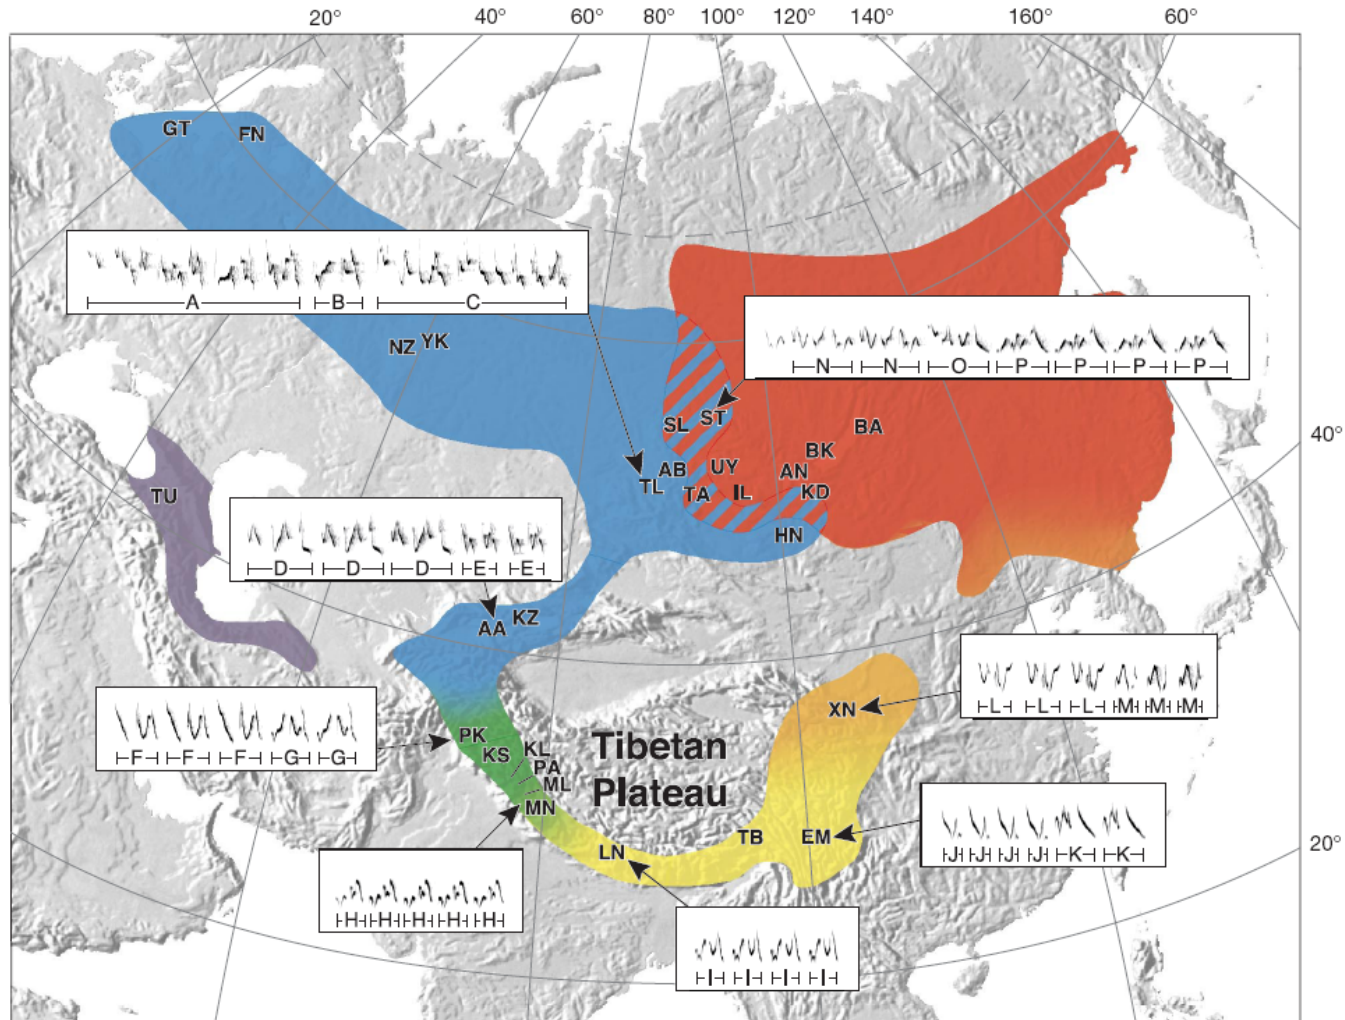 20° 40° 60° 80° 100° 120° 140° 160° 60°
GT FN
A B C
NZ YK
N N O P P P P
SL ST
BA
40°
BK
AB UY AN
TL TA IL KD
TU
HN
D D D E E
KZ
AA
L L L M M M
XN
F F F G G
PK
KS KL
PA
ML
MN
Tibetan
Plateau
TB EM
J J J J K K
20°
LN
H H H H H
I I I I